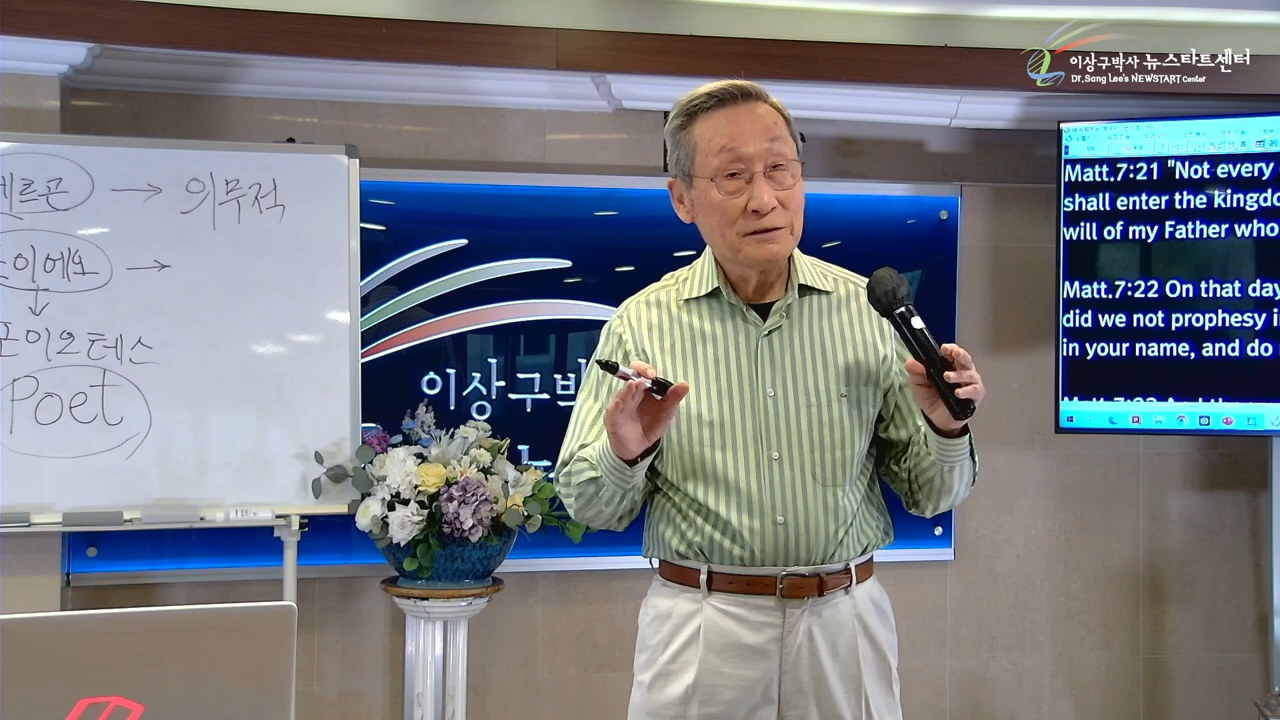 이상구박사 뉴스타트센터
Dr. Sang Lee's NEWSTART Center
에르곤 → 의무적
포이에오 →
포이오테스
Poet
이상구박
뉴
Matt.7:21 "Not every
shall enter the kingdo
will of my Father who
Matt.7:22 On that day
did we not prophesy i
in your name, and do